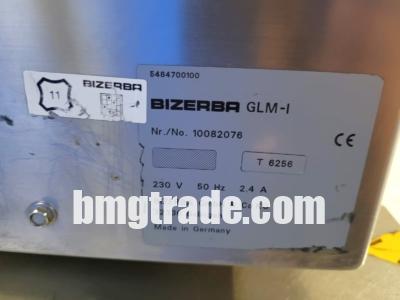 5464700100
11 BIZERBA
BIZERBA GLM-I
Nr./No. 10082076
CE
T 6256
230 V 50 Hz 2.4 A
bmgtrade.com
Made in Germany